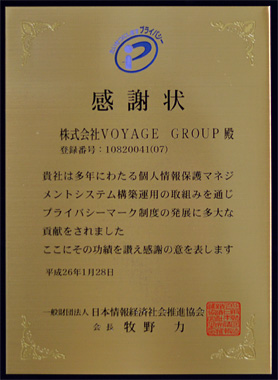 プライバシー
感謝状
株式会社VOYAGE GROUP 殿
登録番号：10820041(07)
貴社は多年にわたる個人情報保護マネジ
メントシステム構築運用の取組みを通じ
プライバシーマーク制度の発展に多大な
貢献をされました
ここにその功績を讃え感謝の意を表します
平成26年1月28日
一般財団法人 日本情報経済社会推進協会
会長 牧野 力